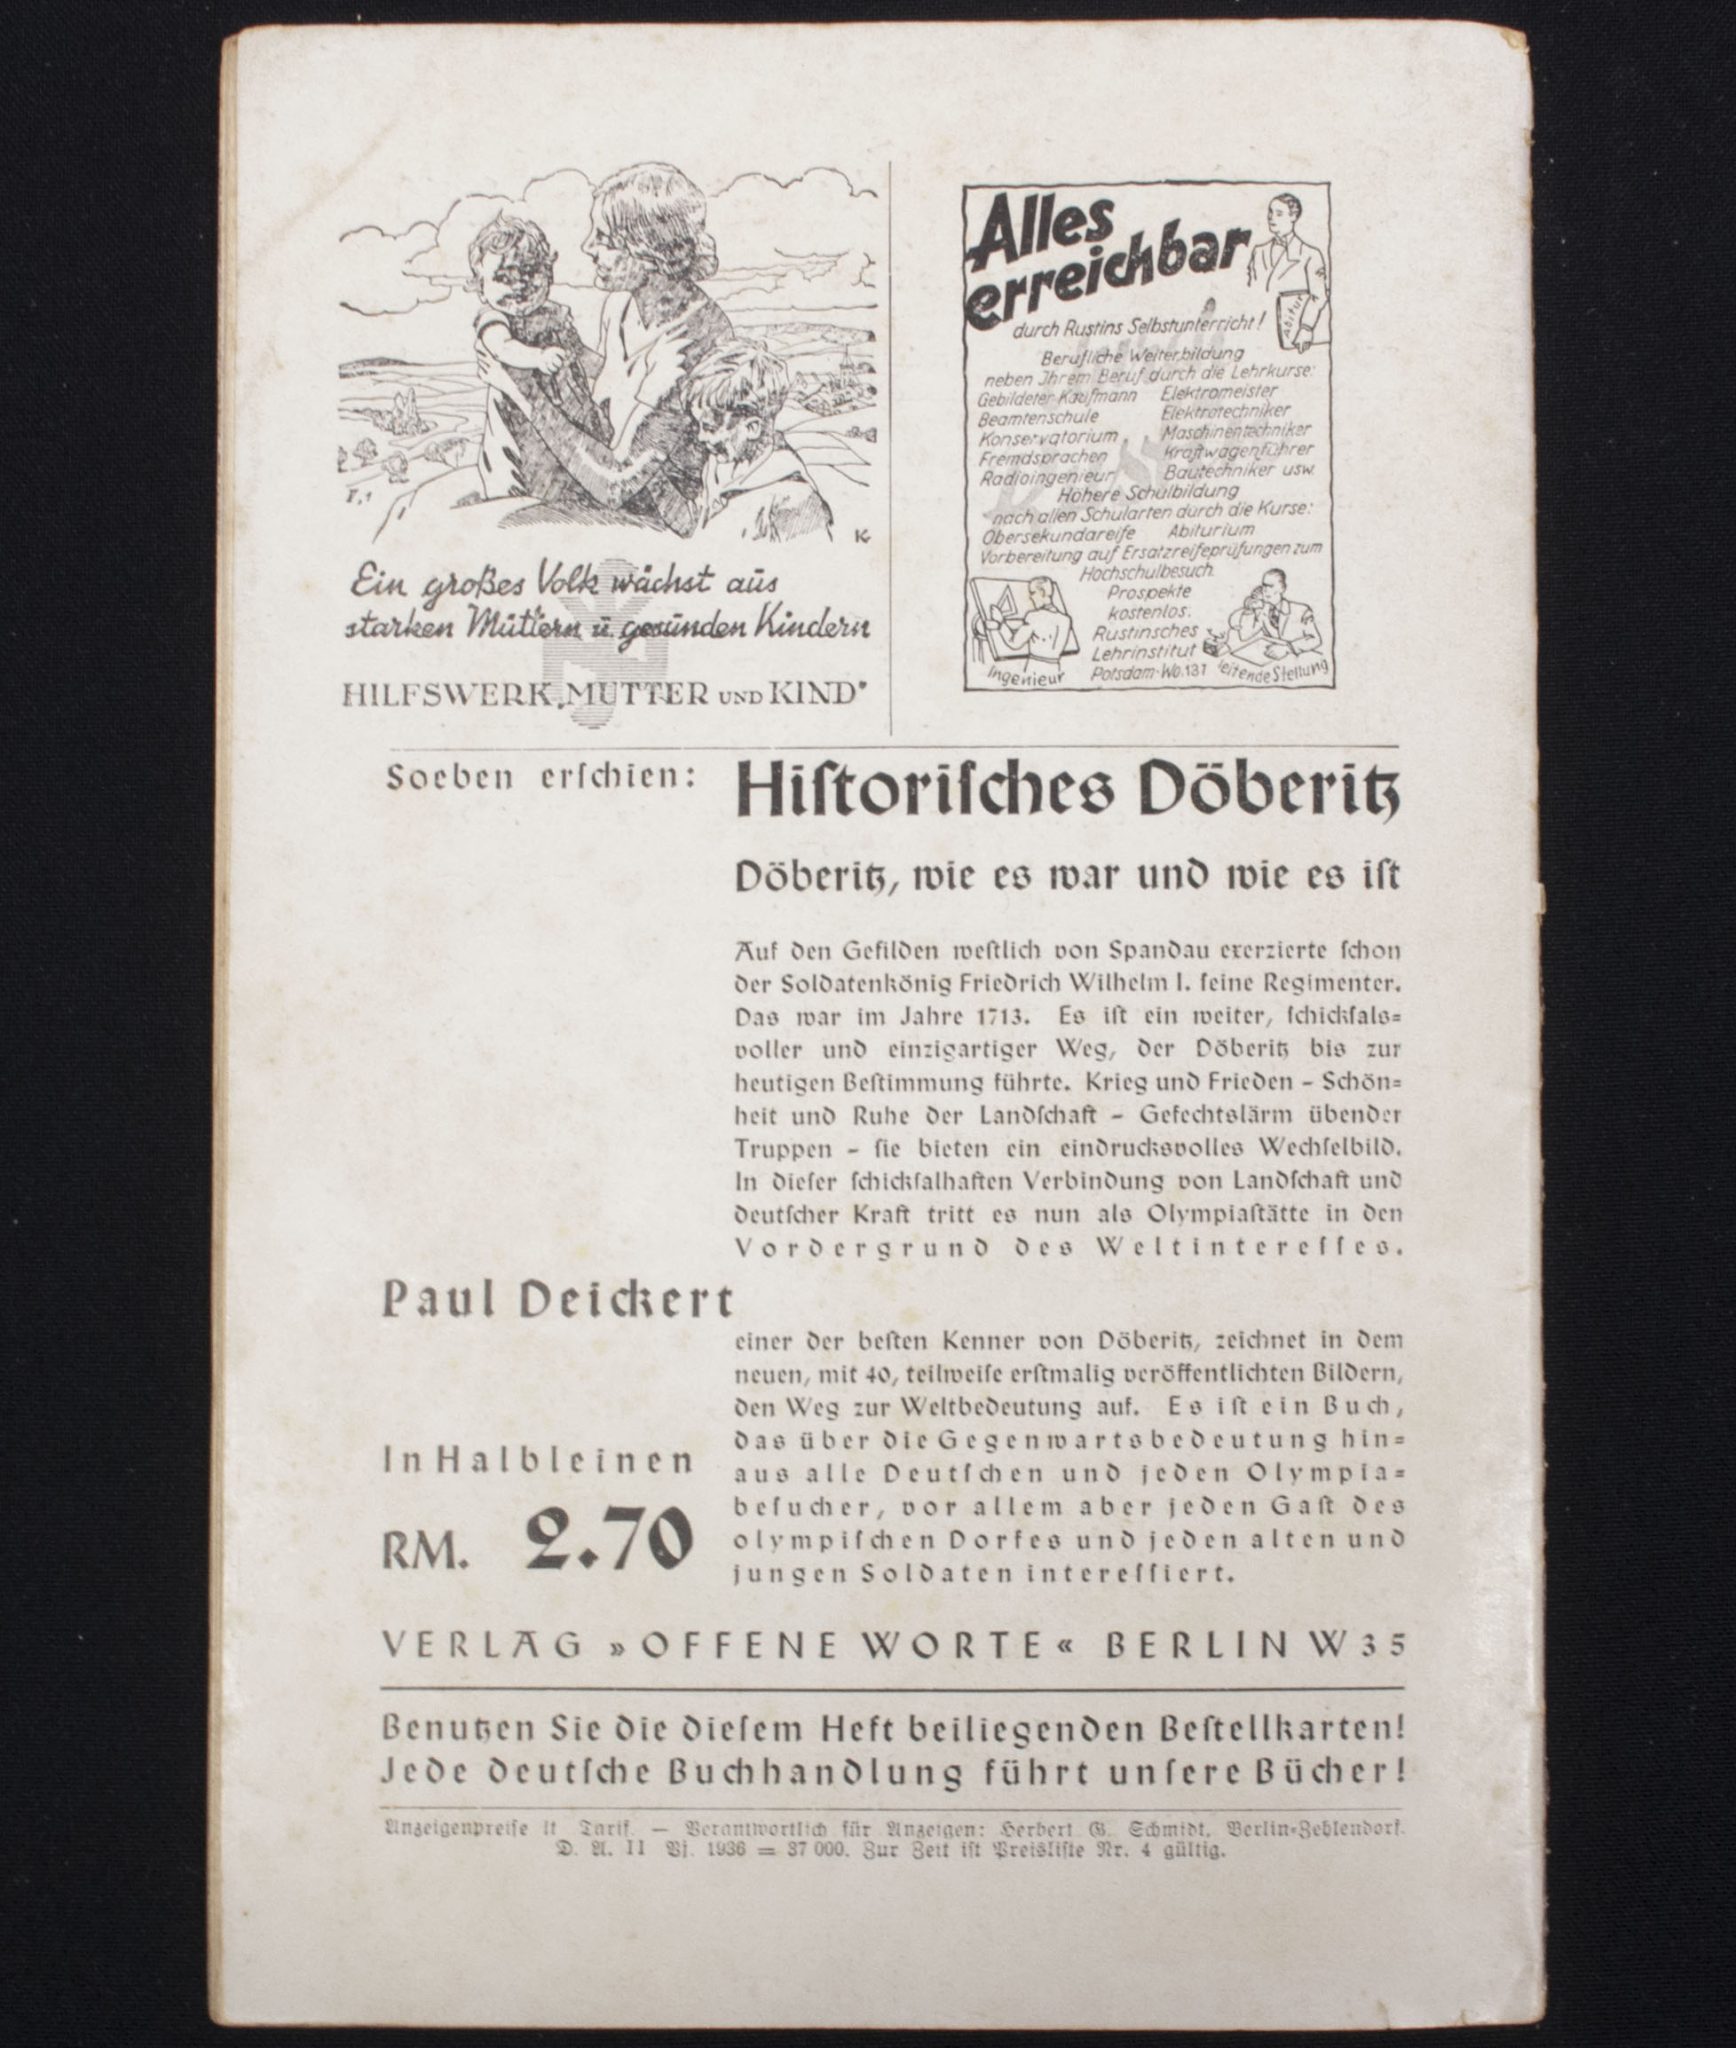 Ein großes Volk wächst aus
starken Müttern u. gesunden Kindern
HILFSWERK „MUTTER UND KIND"
Alles
erreichbar
Abitur
durch Rustins Selbstunterricht!
Berufliche Weiterbildung
neben Ihrem Beruf durch die Lehrkurse:
Gebildeter Kaufmann Elektromeister
Beamtenschule Elektrotechniker
Konservatorium Maschinentechniker
Fremdsprachen Kraftwagenführer
Radioingenieur Bautechniker usw.
Höhere Schulbildung
nach allen Schularten durch die Kurse:
Obersekundareife Abiturium
Vorbereitung auf Ersatzreifeprüfungen zum
Hochschulbesuch.
Prospekte
kostenlos.
Rustinsches
Lehrinstitut
Potsdam-Wo.131
Ingenieur
leitende Stellung
Soeben erſchien:
Hiſtoriſches Döberitz
Döberitz, wie es war und wie es iſt
Auf den Gefilden weſtlich von Spandau exerzierte ſchon
der Soldatenkönig Friedrich Wilhelm I. ſeine Regimenter.
Das war im Jahre 1713. Es iſt ein weiter, ſchickſals=
voller und einzigartiger Weg, der Döberitz bis zur
heutigen Beſtimmung führte. Krieg und Frieden – Schön=
heit und Ruhe der Landſchaft – Gefechtslärm übender
Truppen – ſie bieten ein eindrucksvolles Wechſelbild.
In dieſer ſchickſalhaften Verbindung von Landſchaft und
deutſcher Kraft tritt es nun als Olympiaſtätte in den
Vordergrund des Weltintereſſes.
Paul Deickert
einer der beſten Kenner von Döberitz, zeichnet in dem
neuen, mit 40, teilweiſe erſtmalig veröffentlichten Bildern,
den Weg zur Weltbedeutung auf. Es iſt ein Buch,
das über die Gegenwartsbedeutung hin=
aus alle Deutſchen und jeden Olympia=
beſucher, vor allem aber jeden Gaſt des
olympiſchen Dorfes und jeden alten und
jungen Soldaten intereſſiert.
In Halbleinen
RM. 2.70
VERLAG »OFFENE WORTE« BERLIN W 35
Benutzen Sie die dieſem Heft beiliegenden Beſtellkarten!
Jede deutſche Buchhandlung führt unſere Bücher!
Anzeigenpreiſe lt Tarif. — Verantwortlich für Anzeigen: Herbert G. Schmidt, Berlin=Zehlendorf.
D. A. II Vj. 1936 = 37 000. Zur Zeit iſt Preisliſte Nr. 4 gültig.